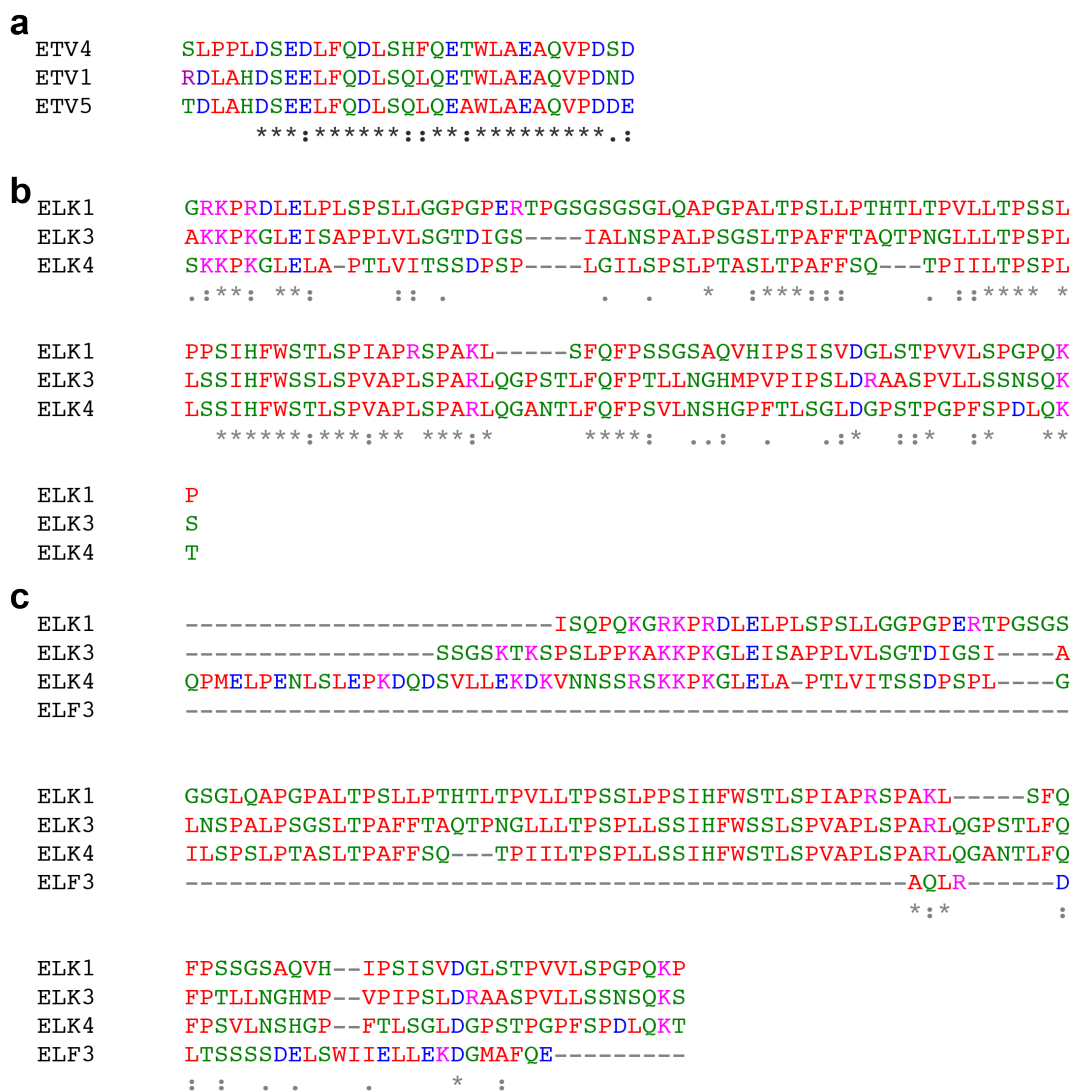 a
ETV4 SLPPLDSEDLFQDLSHFQETWLAEAQVPDSD
ETV1 RDLAHDSEELFQDLSQLQETWLAEAQVPDND
ETV5 TDLAHDSEELFQDLSQLQEAWLAEAQVPDDE
***:******::**:*********.:
b
ELK1 GRKPRDLELPLSPSLLGGPGPERTPGSGSGSGLQAPGPALTPSLLPTHTLTPVLLTPSSL
ELK3 AKKPKGLEISAPPLVLSGTDIGS----IALNSPALPSGSLTPAFFTAQTPNGLLLTPSPL
ELK4 SKKPKGLELA-PTLVITSSDPSP----LGILSPSLPTASLTPAFFSQ---TPIILTPSPL
.:**: **: :: . . . * :***::: . ::**** *
ELK1 PPSIHFWSTLSPIAPRSPAKL-----SFQFPSSGSAQVHIPSISVDGLSTPVVLSPGPQK
ELK3 LSSIHFWSSLSPVAPLSPARLQGPSTLFQFPTLLNGHMPVPIPSLDRAASPVLLSSNSQK
ELK4 LSSIHFWSTLSPVAPLSPARLQGANTLFQFPSVLNSHGPFTLSGLDGPSTPGPFSPDLQK
******:***:** ***:* ****: ..: . .:* ::* :* **
ELK1 P
ELK3 S
ELK4 T
c
ELK1 -------------------------ISQPQKGRKPRDLELPLSPSLLGGPGPERTPGSGS
ELK3 -----------------SSGSKTKSPSLPPKAKKPKGLEISAPPLVLSGTDIGSI----A
ELK4 QPMELPENLSLEPKDQDSVLLEKDKVNNSSRSKKPKGLELA-PTLVITSSDPSPL----G
ELF3 ------------------------------------------------------------
ELK1 GSGLQAPGPALTPSLLPTHTLTPVLLTPSSLPPSIHFWSTLSPIAPRSPAKL-----SFQ
ELK3 LNSPALPSGSLTPAFFTAQTPNGLLLTPSPLLSSIHFWSSLSPVAPLSPARLQGPSTLFQ
ELK4 ILSPSLPTASLTPAFFSQ---TPIILTPSPLLSSIHFWSTLSPVAPLSPARLQGANTLFQ
ELF3 -------------------------------------------------AQLR------D
*:* :
ELK1 FPSSGSAQVH--IPSISVDGLSTPVVLSPGPQKP
ELK3 FPTLLNGHMP--VPIPSLDRAASPVLLSSNSQKS
ELK4 FPSVLNSHGP--FTLSGLDGPSTPGPFSPDLQKT
ELF3 LTSSSSDELSWIIELLEKDGMAFQE---------
: : . . . * :